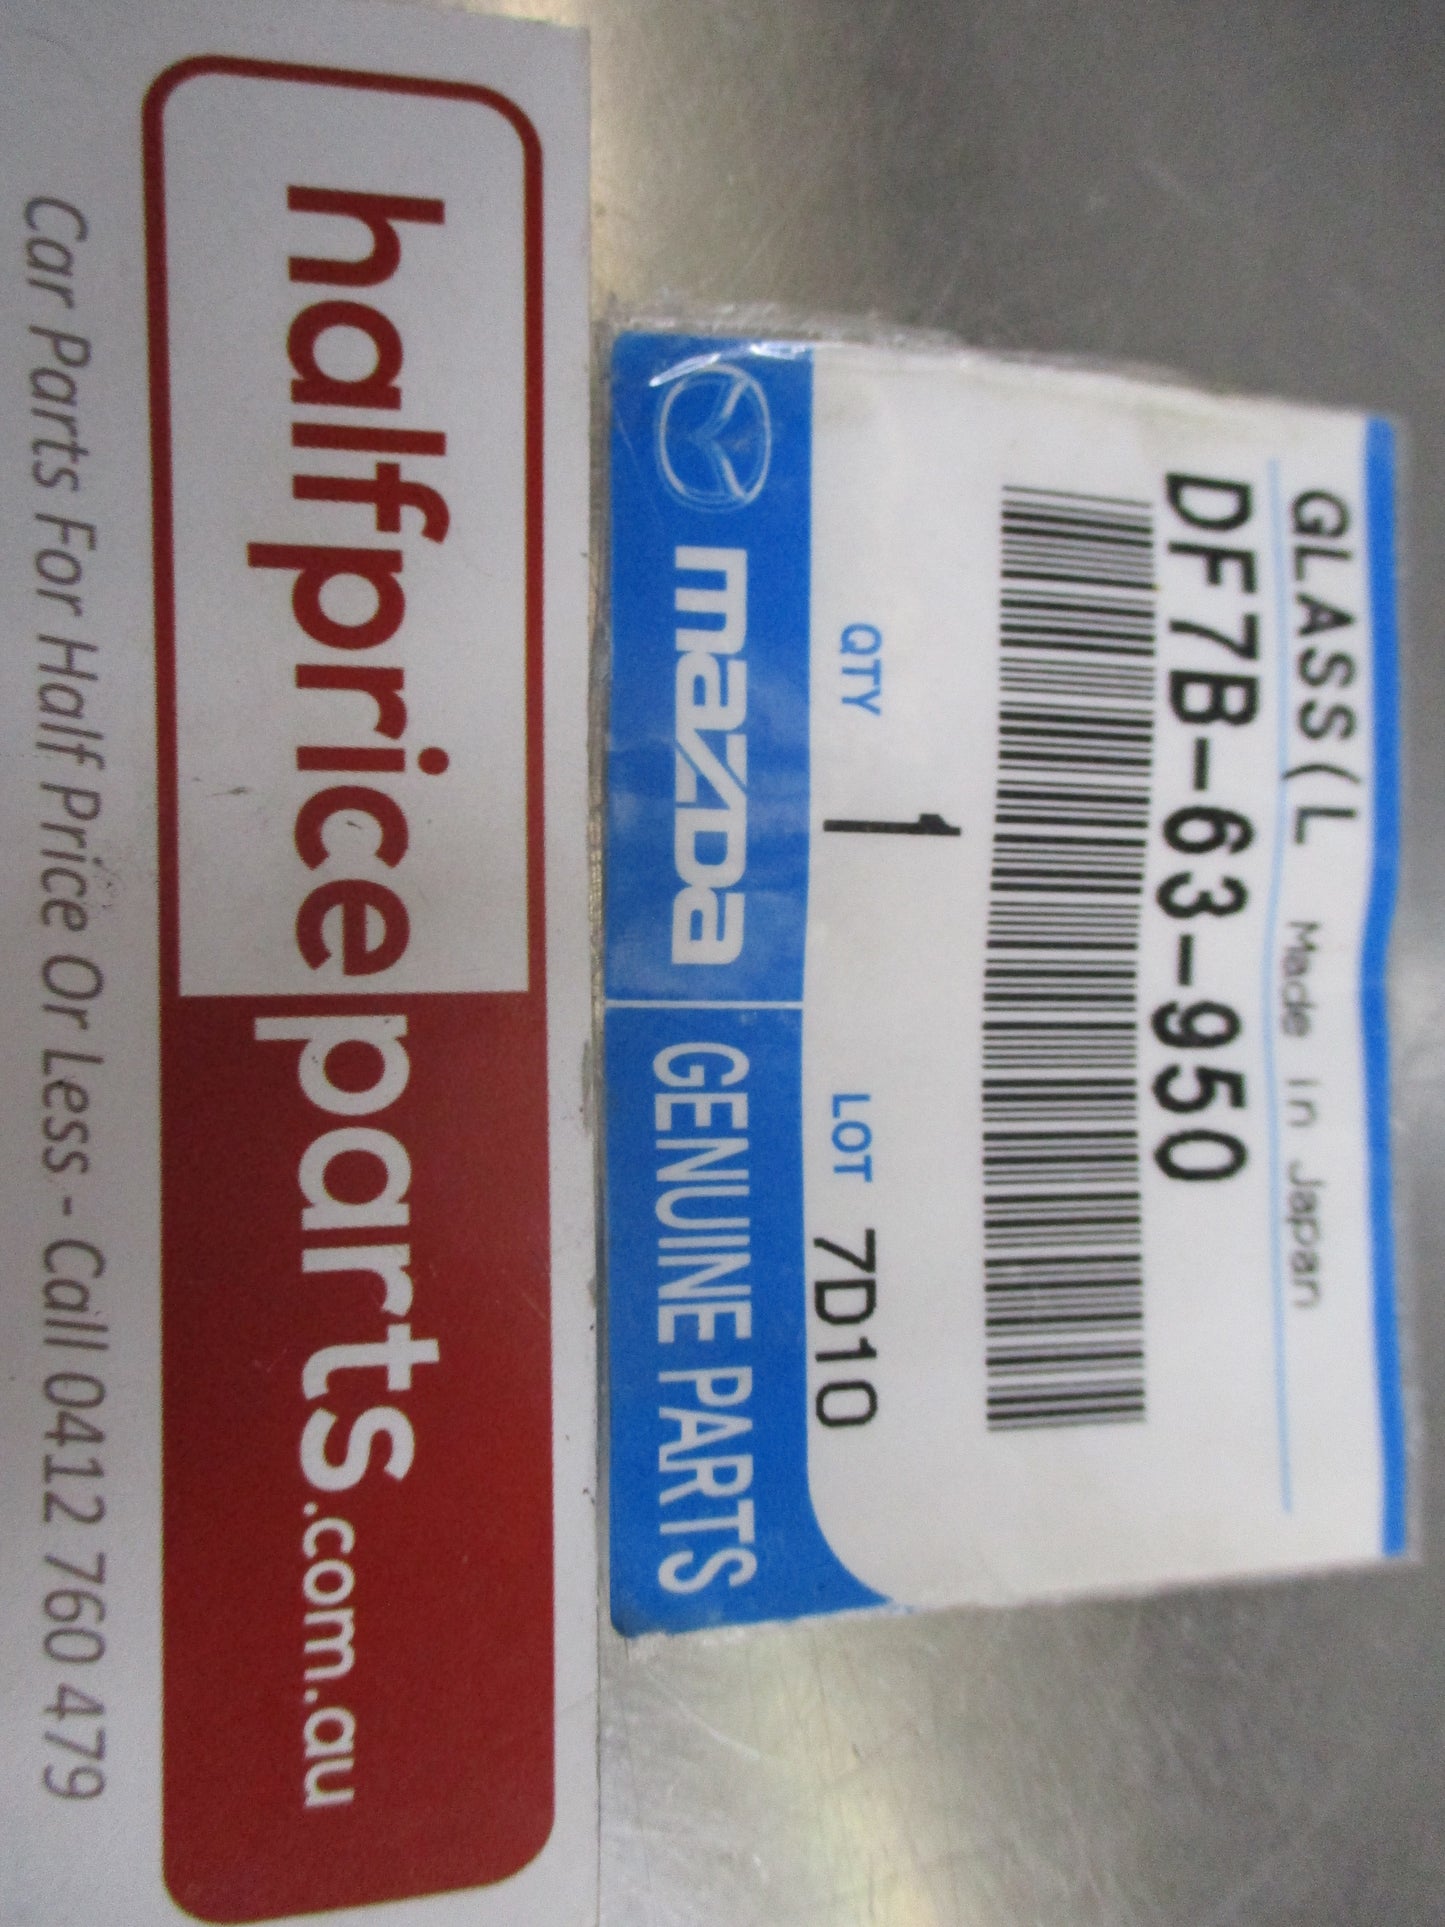 GLASS(L Made in Japan
DF7B-63-950
QTY 1 LOT 7D10
mazda GENUINE PARTS
halfpriceparts.com.au
Car Parts For Half Price Or Less - Call 0412 760 479